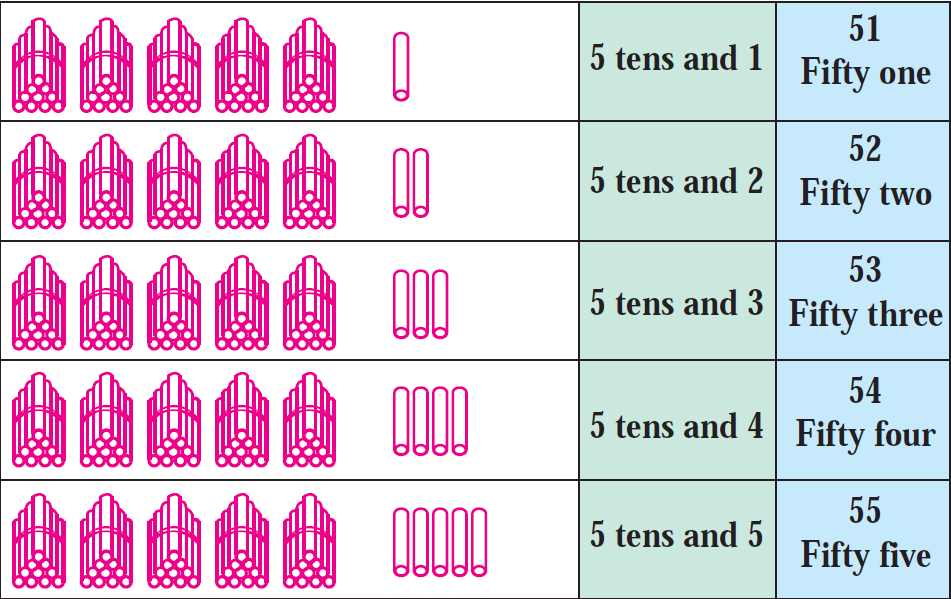 5 tens and 1
51
Fifty one
5 tens and 2
52
Fifty two
5 tens and 3
53
Fifty three
5 tens and 4
54
Fifty four
5 tens and 5
55
Fifty five